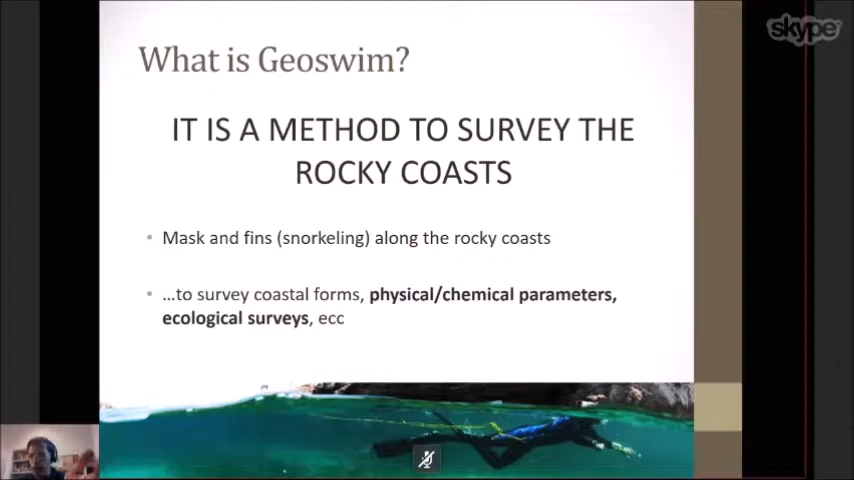 skype
What is Geoswim?
IT IS A METHOD TO SURVEY THE
ROCKY COASTS
• Mask and fins (snorkeling) along the rocky coasts
• …to survey coastal forms, physical/chemical parameters,
ecological surveys, ecc